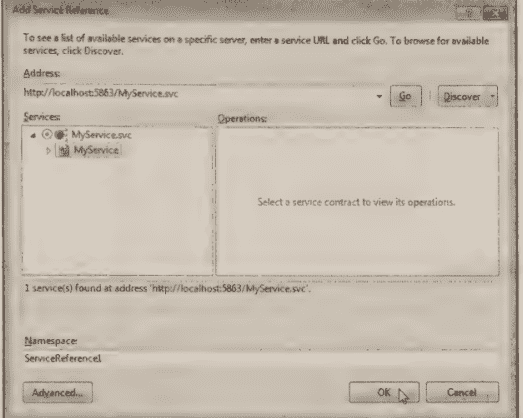 Add Service Reference
To see a list of available services on a specific server, enter a service URL and click Go. To browse for available
services, click Discover.
Address:
http://localhost:5863/MyService.svc
Go
Discover
Services:
Operations:
MyService.svc
MyService
Select a service contract to view its operations.
1 service(s) found at address 'http://localhost:5863/MyService.svc'.
Namespace:
ServiceReference1
Advanced...
OK
Cancel